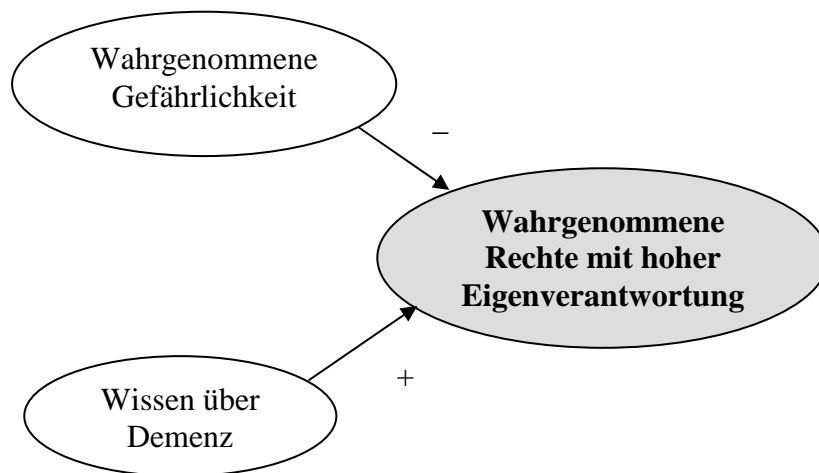 Wahrgenommene
Gefährlichkeit
–
Wahrgenommene
Rechte mit hoher
Eigenverantwortung
+
Wissen über
Demenz